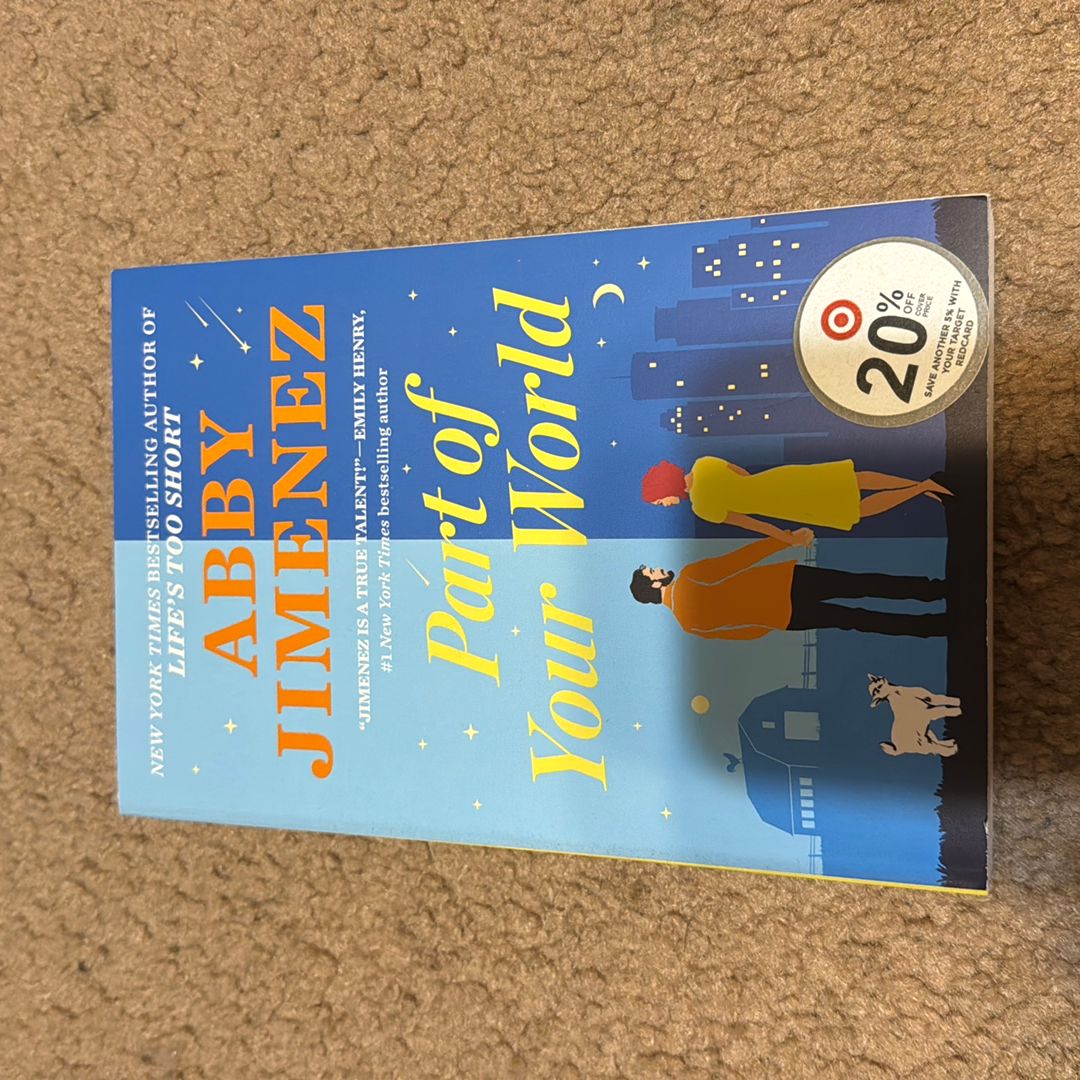 NEW YORK TIMES BESTSELLING AUTHOR OF
LIFE'S TOO SHORT
ABBY
JIMENEZ
"JIMENEZ IS A TRUE TALENT!"—EMILY HENRY,
#1 New York Times bestselling author
Part of
Your World
20%
OFF
COVER
PRICE
SAVE ANOTHER 5% WITH
YOUR TARGET
REDCARD